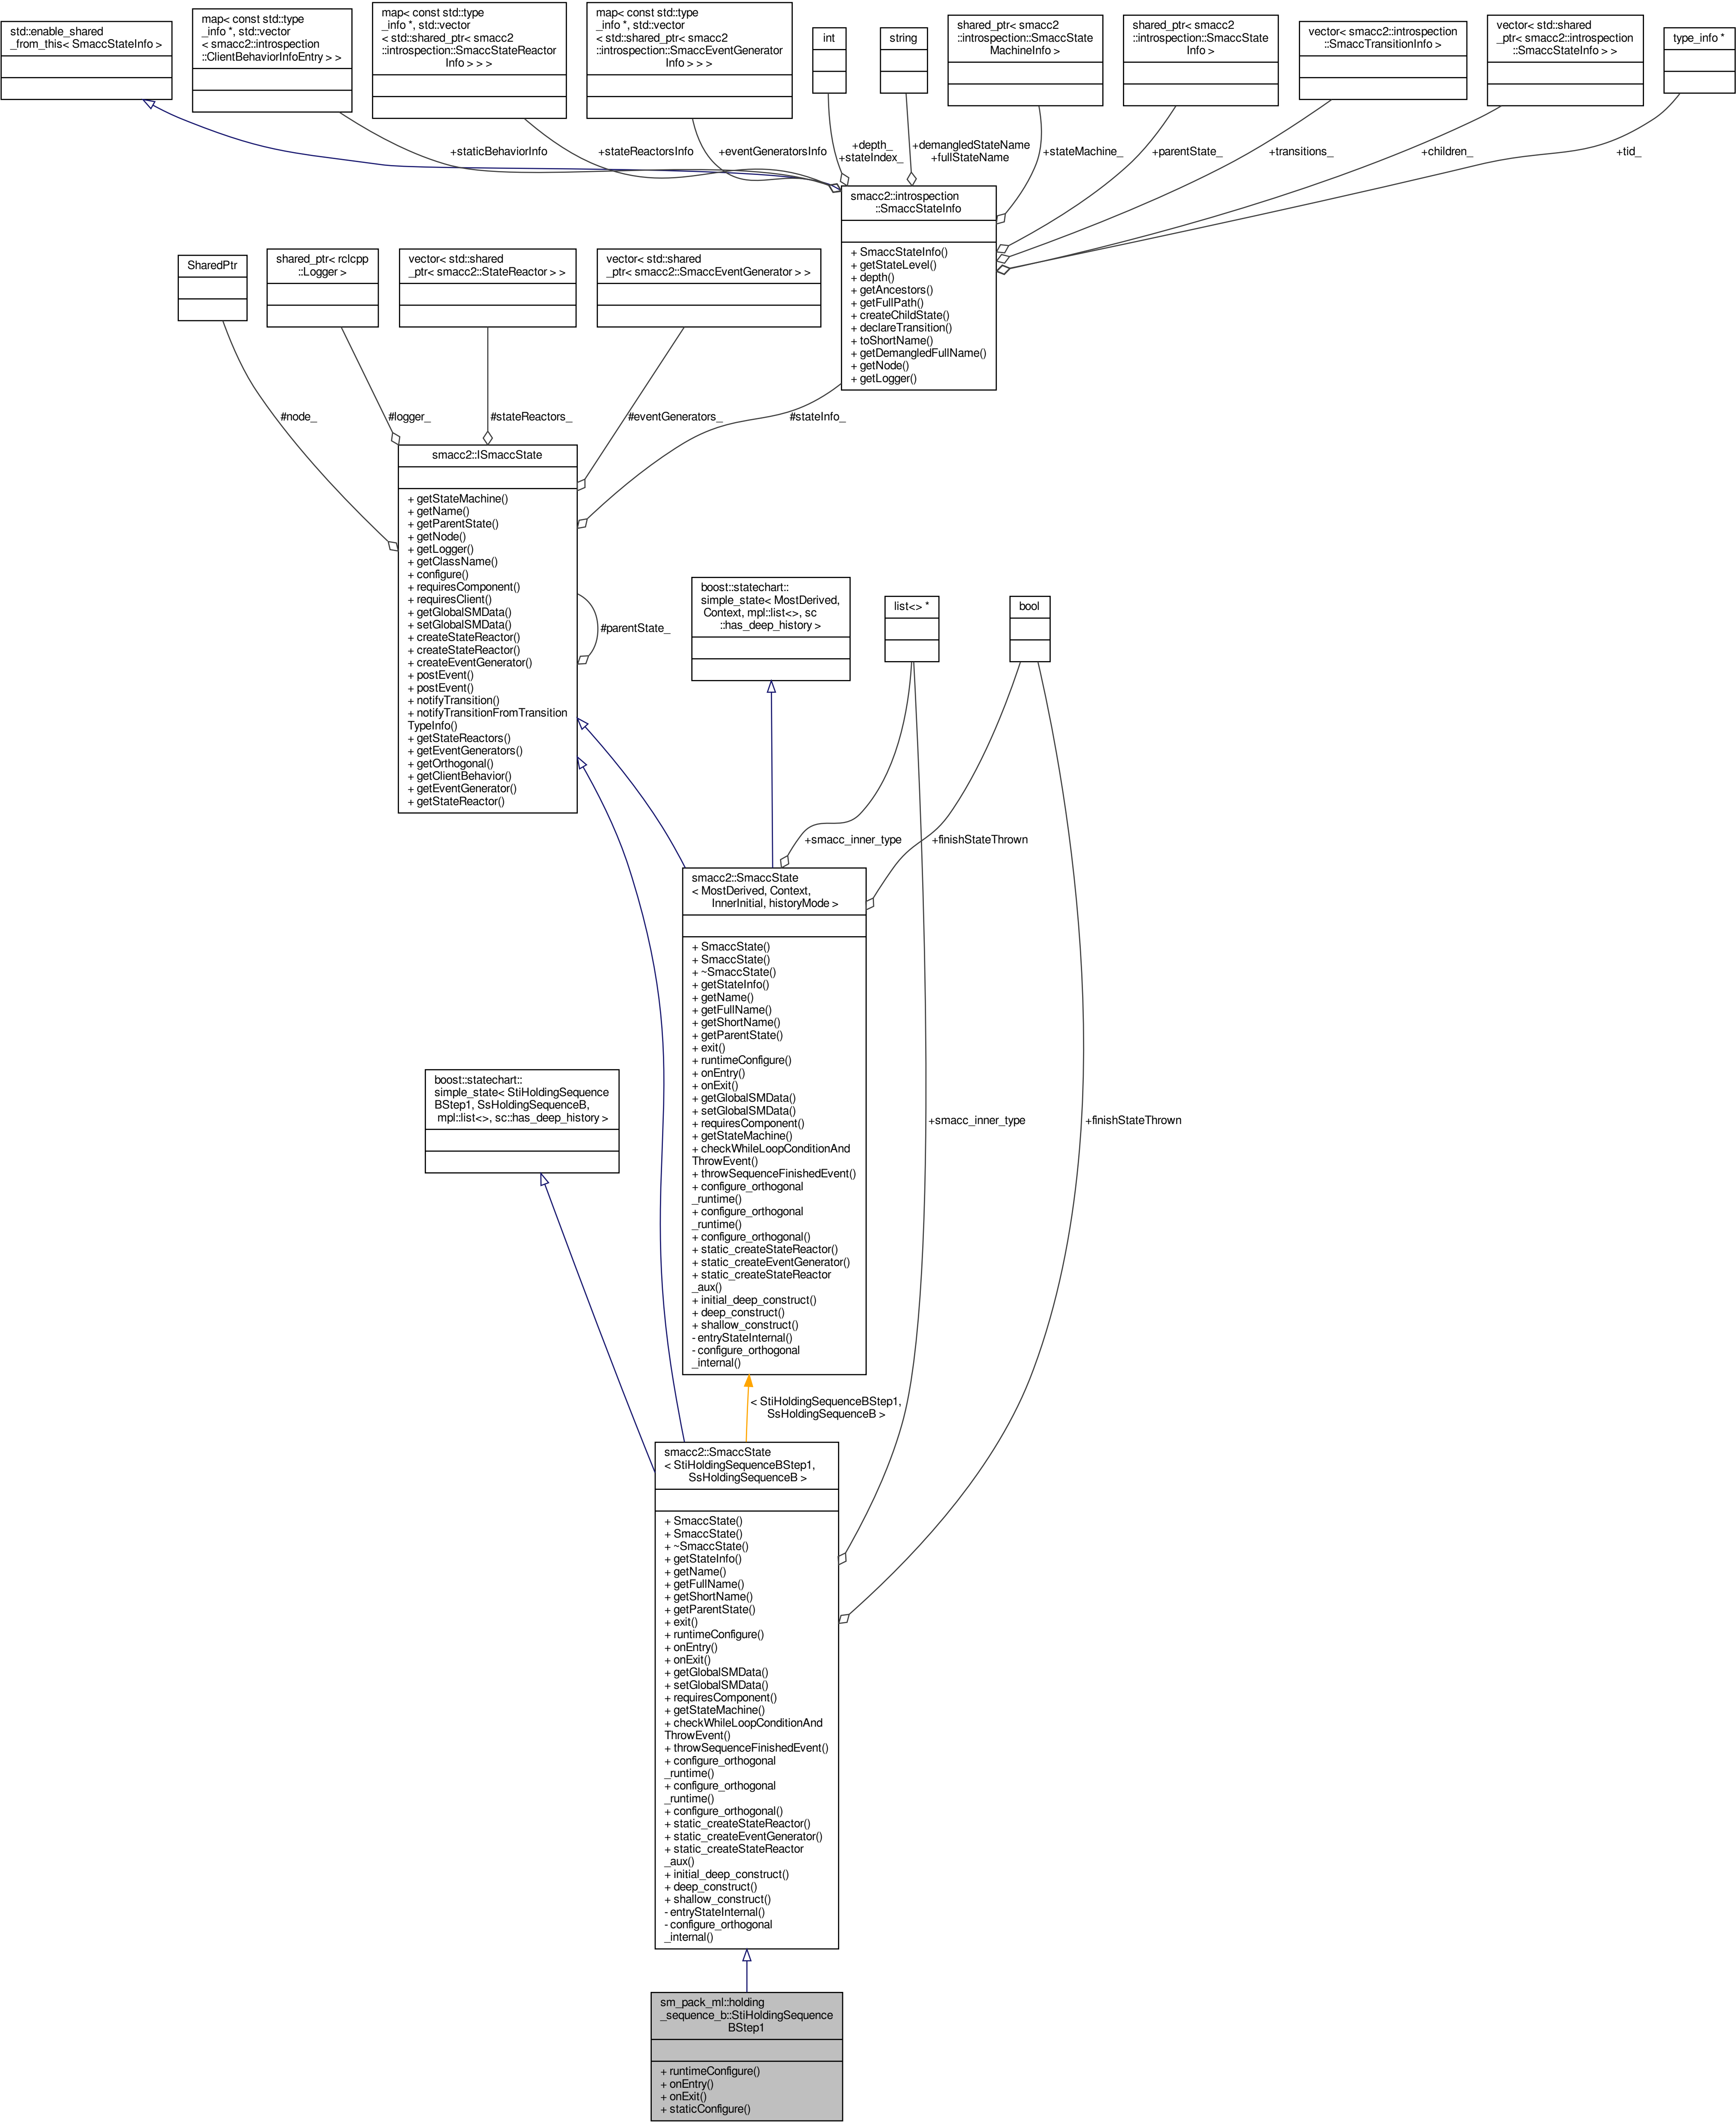 std::enable_shared
_from_this< SmaccStateInfo >
map< const std::type
_info *, std::vector
< smacc2::introspection
::ClientBehaviorInfoEntry > >
map< const std::type
_info *, std::vector
< std::shared_ptr< smacc2
::introspection::SmaccStateReactor
Info > > >
map< const std::type
_info *, std::vector
< std::shared_ptr< smacc2
::introspection::SmaccEventGenerator
Info > > >
int
string
shared_ptr< smacc2
::introspection::SmaccState
MachineInfo >
shared_ptr< smacc2
::introspection::SmaccState
Info >
vector< smacc2::introspection
::SmaccTransitionInfo >
vector< std::shared
_ptr< smacc2::introspection
::SmaccStateInfo > >
type_info *
+staticBehaviorInfo
+stateReactorsInfo
+eventGeneratorsInfo
+depth_
+stateIndex_
+demangledStateName
+fullStateName
+stateMachine_
+parentState_
+transitions_
+children_
+tid_
smacc2::introspection
::SmaccStateInfo
+ SmaccStateInfo()
+ getStateLevel()
+ depth()
+ getAncestors()
+ getFullPath()
+ createChildState()
+ declareTransition()
+ toShortName()
+ getDemangledFullName()
+ getNode()
+ getLogger()
SharedPtr
shared_ptr< rclcpp
::Logger >
vector< std::shared
_ptr< smacc2::StateReactor > >
vector< std::shared
_ptr< smacc2::SmaccEventGenerator > >
#node_
#logger_
#stateReactors_
#eventGenerators_
#stateInfo_
smacc2::ISmaccState
+ getStateMachine()
+ getName()
+ getParentState()
+ getNode()
+ getLogger()
+ getClassName()
+ configure()
+ requiresComponent()
+ requiresClient()
+ getGlobalSMData()
+ setGlobalSMData()
+ createStateReactor()
+ createStateReactor()
+ createEventGenerator()
+ postEvent()
+ postEvent()
+ notifyTransition()
+ notifyTransitionFromTransition
TypeInfo()
+ getStateReactors()
+ getEventGenerators()
+ getOrthogonal()
+ getClientBehavior()
+ getEventGenerator()
+ getStateReactor()
#parentState_
boost::statechart::
simple_state< MostDerived,
Context, mpl::list<>, sc
::has_deep_history >
list<> *
bool
+smacc_inner_type
+finishStateThrown
smacc2::SmaccState
< MostDerived, Context,
InnerInitial, historyMode >
+ SmaccState()
+ SmaccState()
+ ~SmaccState()
+ getStateInfo()
+ getName()
+ getFullName()
+ getShortName()
+ getParentState()
+ exit()
+ runtimeConfigure()
+ onEntry()
+ onExit()
+ getGlobalSMData()
+ setGlobalSMData()
+ requiresComponent()
+ getStateMachine()
+ checkWhileLoopConditionAnd
ThrowEvent()
+ throwSequenceFinishedEvent()
+ configure_orthogonal
_runtime()
+ configure_orthogonal
_runtime()
+ configure_orthogonal()
+ static_createStateReactor()
+ static_createEventGenerator()
+ static_createStateReactor
_aux()
+ initial_deep_construct()
+ deep_construct()
+ shallow_construct()
- entryStateInternal()
- configure_orthogonal
_internal()
boost::statechart::
simple_state< StiHoldingSequence
BStep1, SsHoldingSequenceB,
mpl::list<>, sc::has_deep_history >
+smacc_inner_type
+finishStateThrown
< StiHoldingSequenceBStep1,
SsHoldingSequenceB >
smacc2::SmaccState
< StiHoldingSequenceBStep1,
SsHoldingSequenceB >
+ SmaccState()
+ SmaccState()
+ ~SmaccState()
+ getStateInfo()
+ getName()
+ getFullName()
+ getShortName()
+ getParentState()
+ exit()
+ runtimeConfigure()
+ onEntry()
+ onExit()
+ getGlobalSMData()
+ setGlobalSMData()
+ requiresComponent()
+ getStateMachine()
+ checkWhileLoopConditionAnd
ThrowEvent()
+ throwSequenceFinishedEvent()
+ configure_orthogonal
_runtime()
+ configure_orthogonal
_runtime()
+ configure_orthogonal()
+ static_createStateReactor()
+ static_createEventGenerator()
+ static_createStateReactor
_aux()
+ initial_deep_construct()
+ deep_construct()
+ shallow_construct()
- entryStateInternal()
- configure_orthogonal
_internal()
sm_pack_ml::holding
_sequence_b::StiHoldingSequence
BStep1
+ runtimeConfigure()
+ onEntry()
+ onExit()
+ staticConfigure()